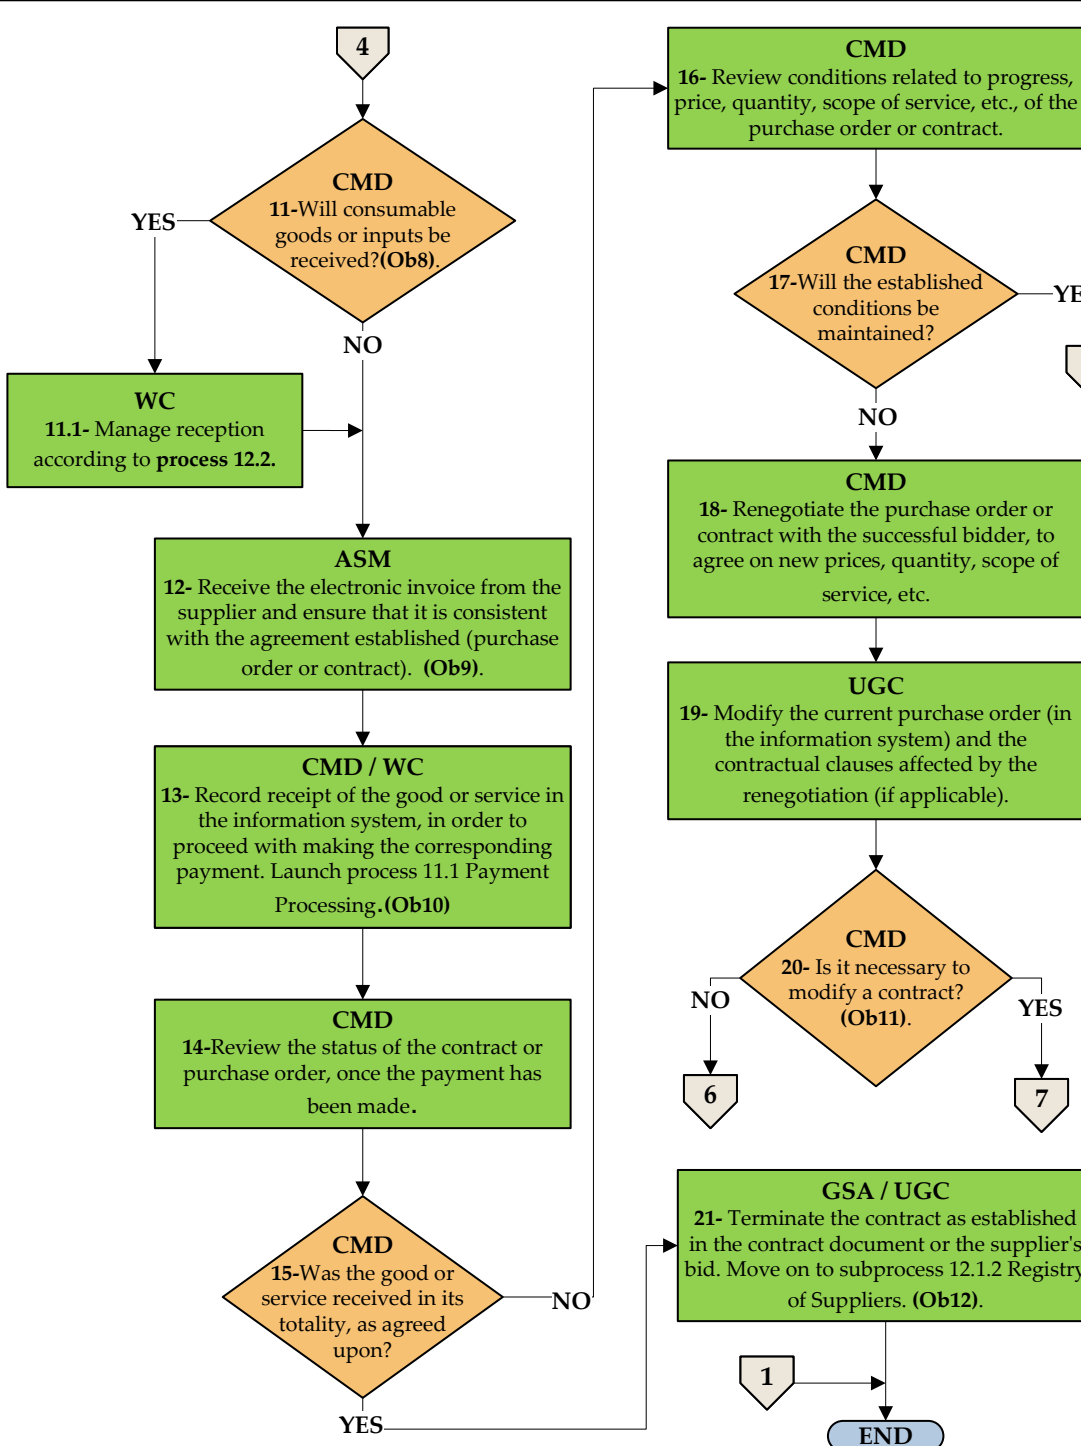 4
CMD
11-Will consumable
goods or inputs be
received?(Ob8).
YES
NO
WC
11.1- Manage reception
according to process 12.2.
ASM
12- Receive the electronic invoice from the
supplier and ensure that it is consistent
with the agreement established (purchase
order or contract). (Ob9).
CMD / WC
13- Record receipt of the good or service in
the information system, in order to
proceed with making the corresponding
payment. Launch process 11.1 Payment
Processing.(Ob10)
CMD
14-Review the status of the contract or
purchase order, once the payment has
been made.
CMD
15-Was the good or
service received in its
totality, as agreed
upon?
NO
YES
CMD
16- Review conditions related to progress,
price, quantity, scope of service, etc., of the
purchase order or contract.
CMD
17-Will the established
conditions be
maintained?
NO
CMD
18- Renegotiate the purchase order or
contract with the successful bidder, to
agree on new prices, quantity, scope of
service, etc.
UGC
19- Modify the current purchase order (in
the information system) and the
contractual clauses affected by the
renegotiation (if applicable).
CMD
20- Is it necessary to
modify a contract?
(Ob11).
NO
YES
6
7
GSA / UGC
21- Terminate the contract as established
in the contract document or the supplier's
bid. Move on to subprocess 12.1.2 Registry
of Suppliers. (Ob12).
1
END